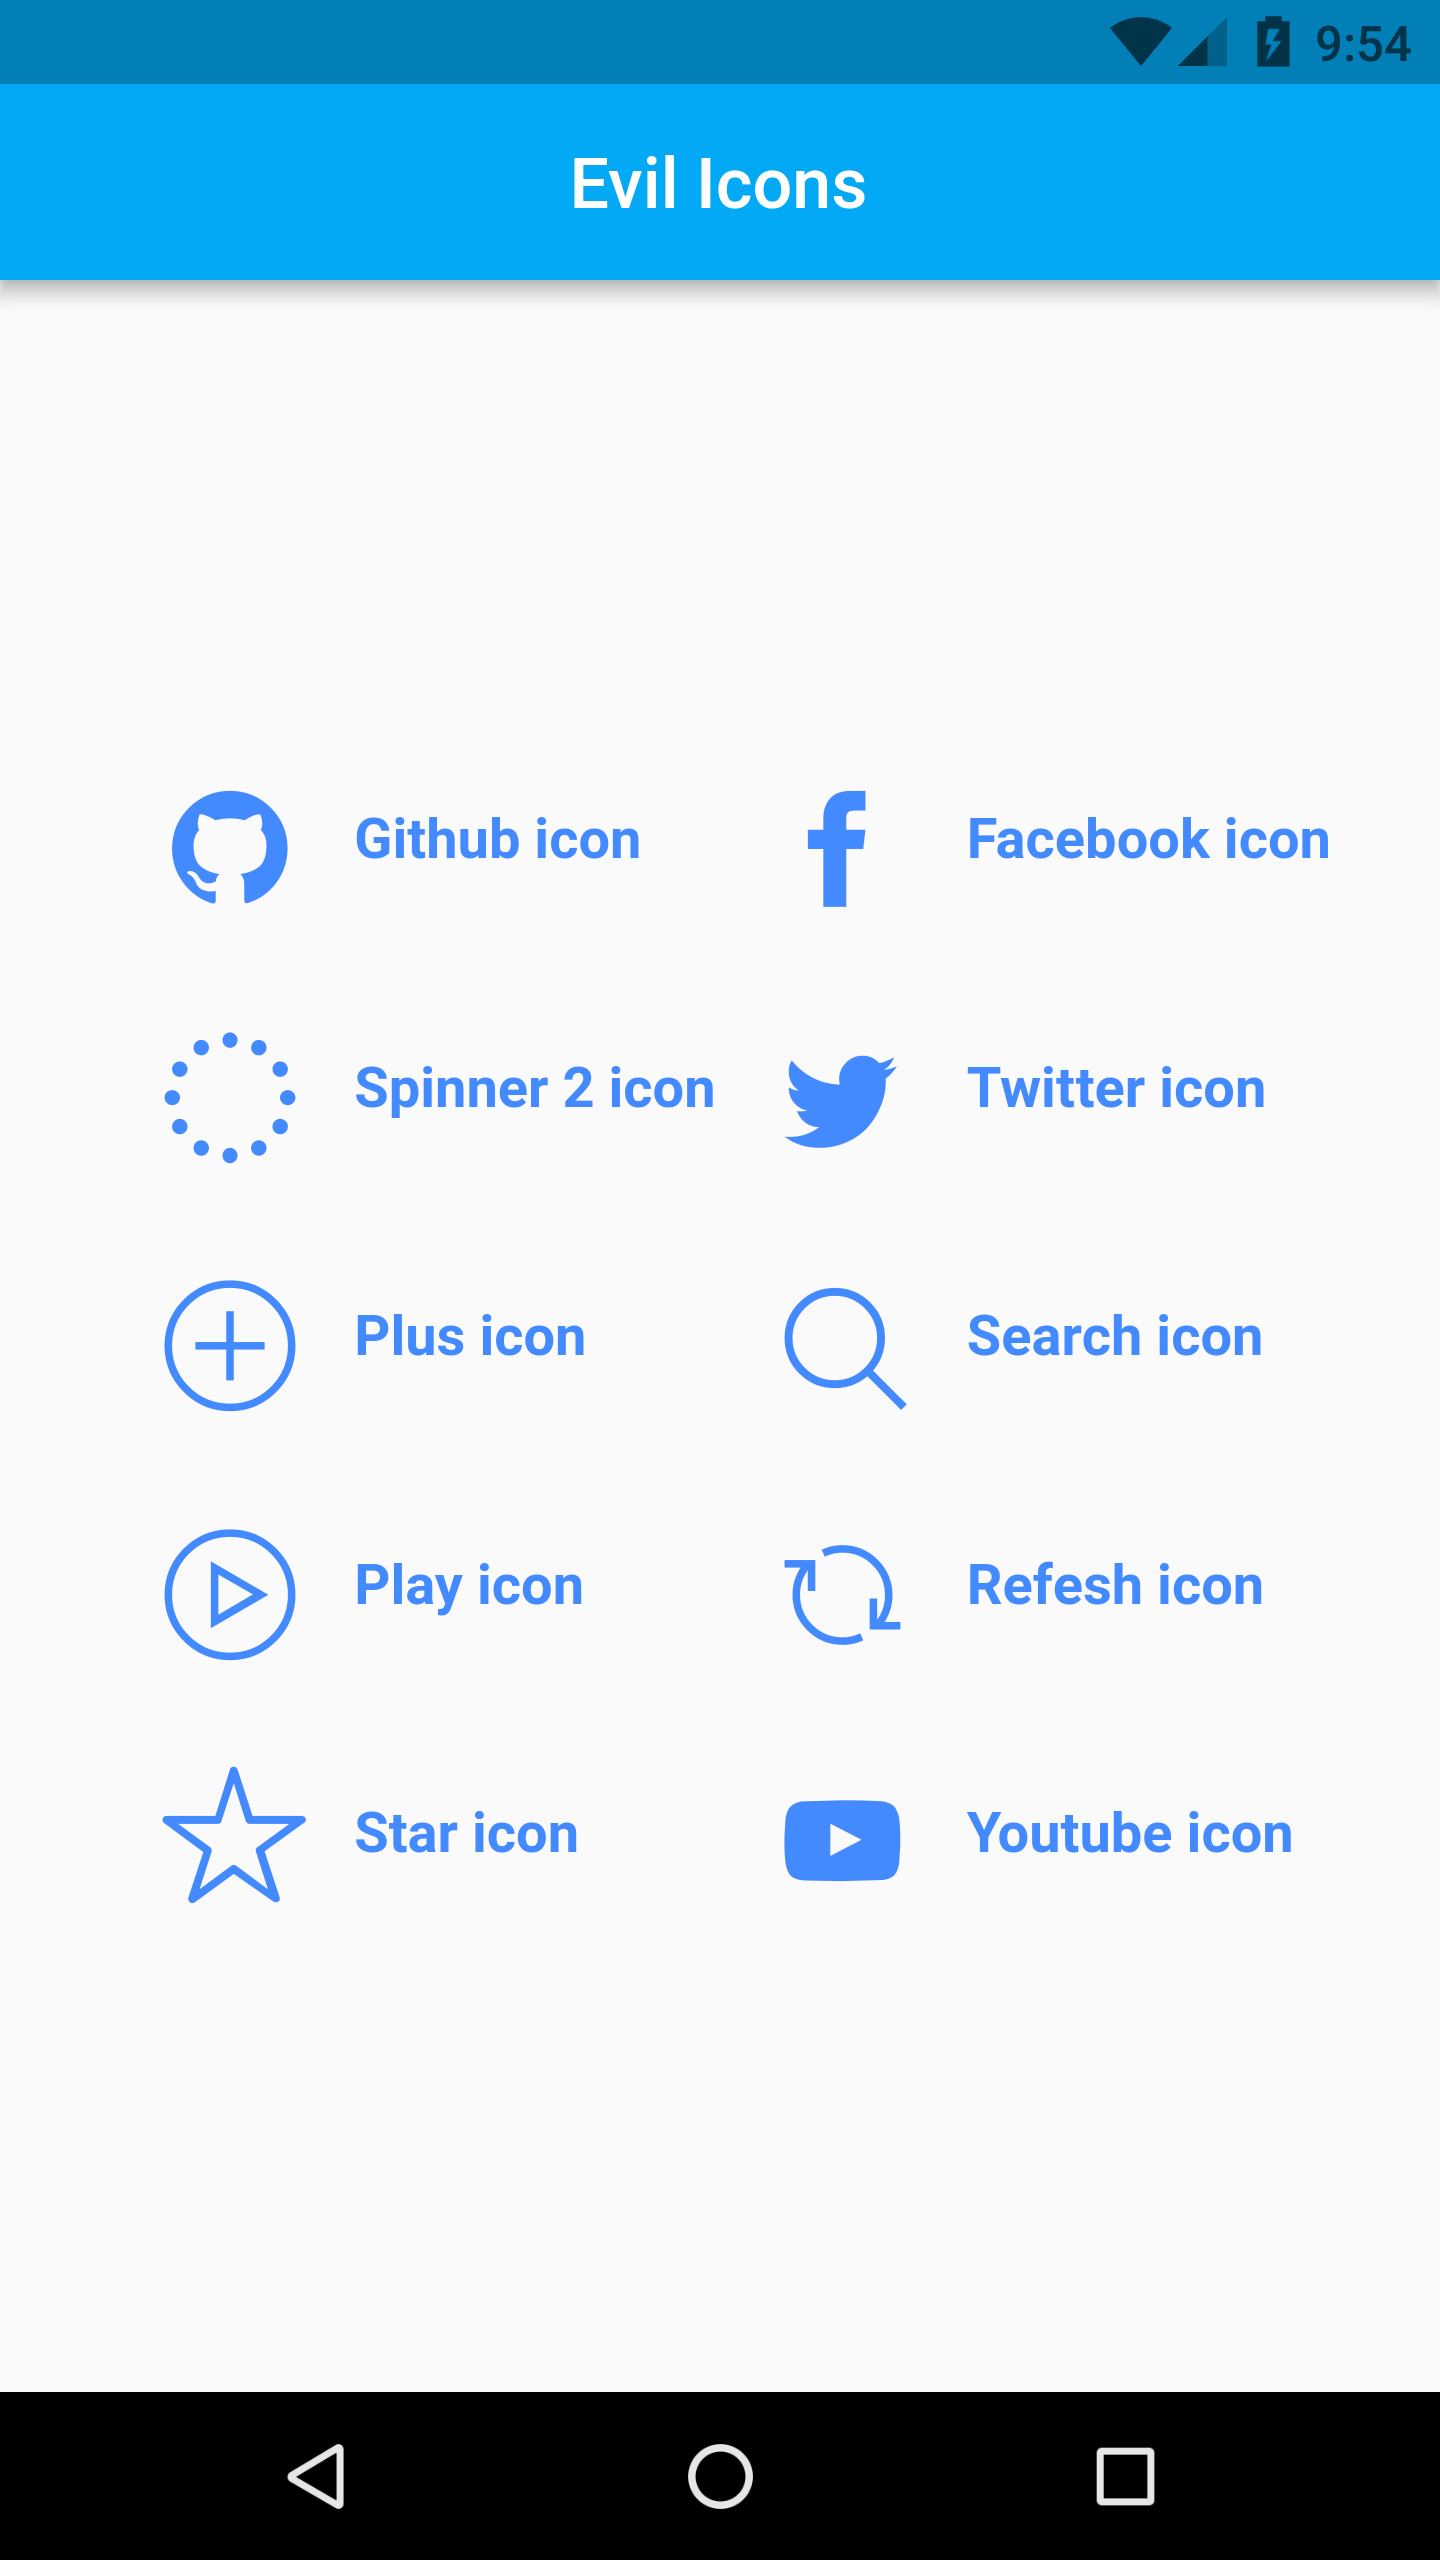 9:54
Evil Icons
Github icon
Facebook icon
Spinner 2 icon
Twitter icon
Plus icon
Search icon
Play icon
Refesh icon
Star icon
Youtube icon